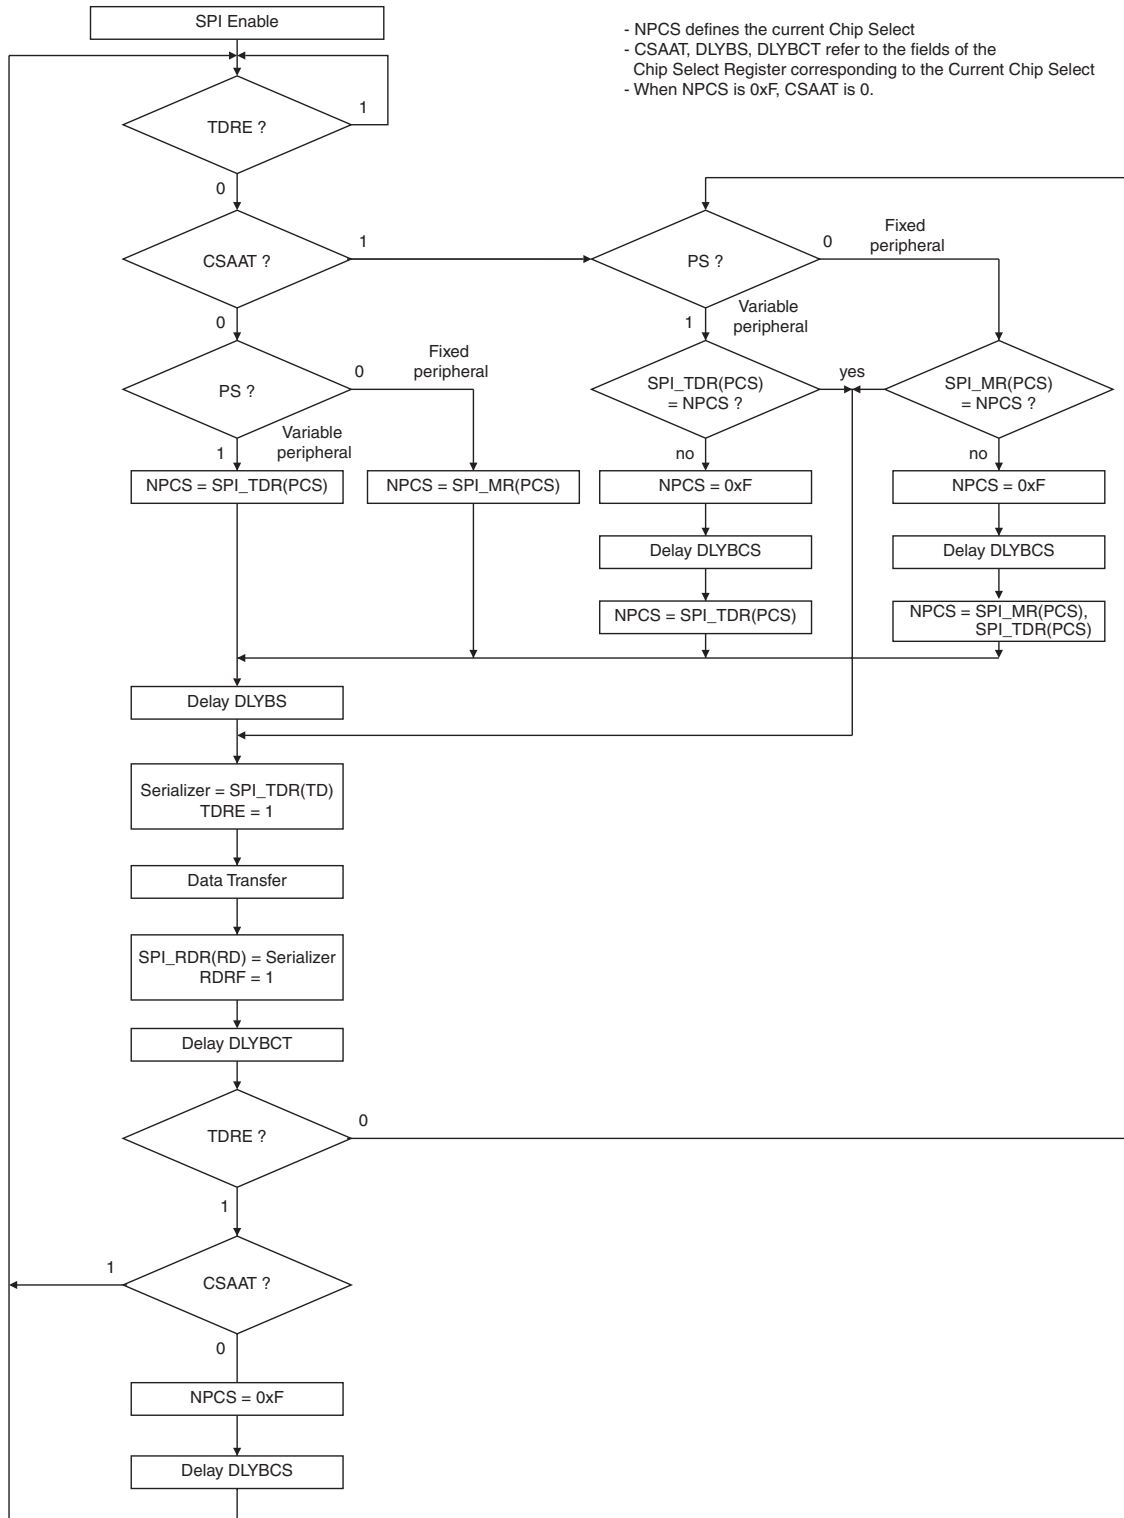 SPI Enable
- NPCS defines the current Chip Select
- CSAAT, DLYBS, DLYBCT refer to the fields of the
Chip Select Register corresponding to the Current Chip Select
- When NPCS is 0xF, CSAAT is 0.
TDRE ?
1
0
CSAAT ?
1
0
PS ?
0
Fixed
peripheral
1
Variable
peripheral
NPCS = SPI_TDR(PCS)
NPCS = SPI_MR(PCS)
PS ?
0
Fixed
peripheral
1
Variable
peripheral
SPI_TDR(PCS)
= NPCS ?
yes
SPI_MR(PCS)
= NPCS ?
no
no
NPCS = 0xF
NPCS = 0xF
Delay DLYBCS
Delay DLYBCS
NPCS = SPI_TDR(PCS)
NPCS = SPI_MR(PCS),
SPI_TDR(PCS)
Delay DLYBS
Serializer = SPI_TDR(TD)
TDRE = 1
Data Transfer
SPI_RDR(RD) = Serializer
RDRF = 1
Delay DLYBCT
TDRE ?
0
1
CSAAT ?
1
0
NPCS = 0xF
Delay DLYBCS